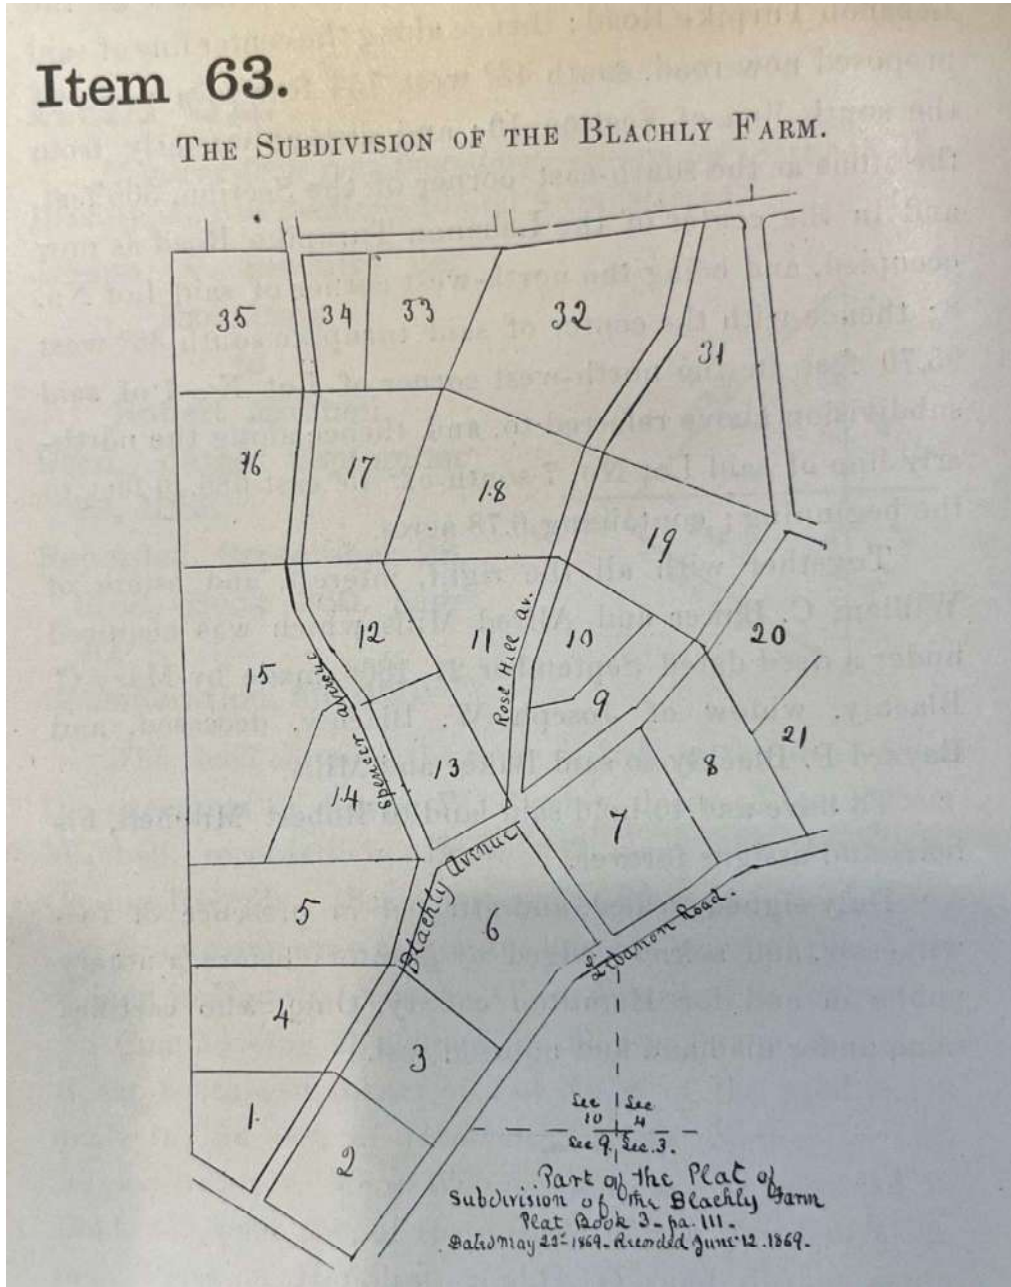 Item 63.
THE SUBDIVISION OF THE BLACHLY FARM.
35
34
33
32
31
16
17
18
19
20
15
12
11
10
9
Spencer Avenue
Rose Hill Av.
14
13
8
21
7
5
Blachly Avenue
6
Lebanon Road.
4
3
1.
2
Sec Sec
10 4
Sec 9. Sec. 3.
Part of the Plat of
Subdivision of the Blachly Farm
Plat Book 3 - pa. 111.
Dated May 22d 1869 - Recorded June 12. 1869.